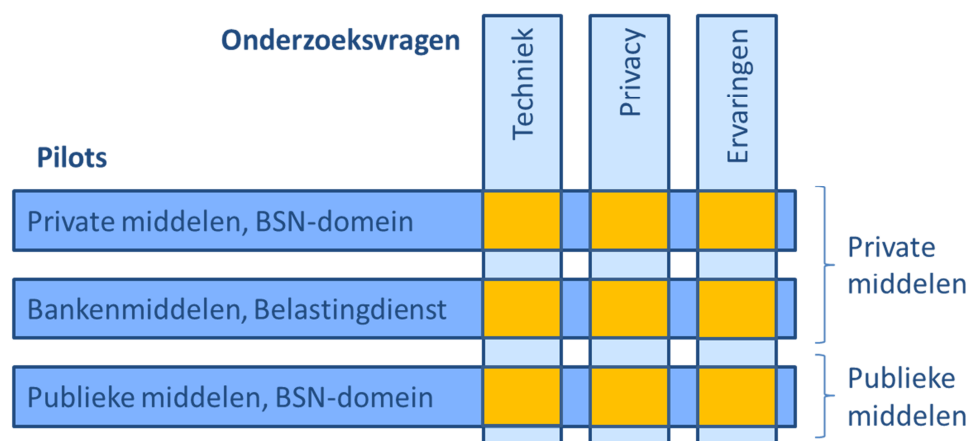 Onderzoeksvragen
Techniek
Privacy
Ervaringen
Pilots
Private middelen, BSN-domein
Bankenmiddelen, Belastingdienst
Publieke middelen, BSN-domein
Private
middelen
Publieke
middelen